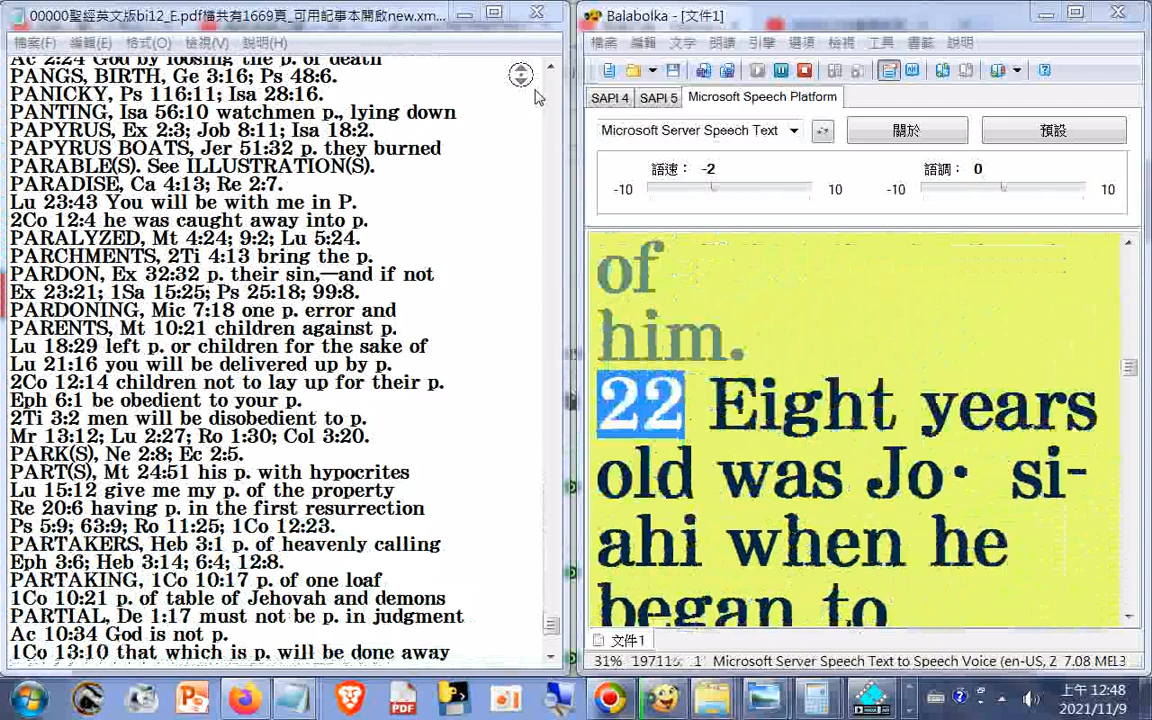 00000聖經英文版bi12_E.pdf檔共有1669頁_可用記事本開啟new.xm...
檔案(F) 編輯(E) 格式(O) 檢視(V) 說明(H)
Ac 2:24 God by loosing the p. of death
PANGS, BIRTH, Ge 3:16; Ps 48:6.
PANICKY, Ps 116:11; Isa 28:16.
PANTING, Isa 56:10 watchmen p., lying down
PAPYRUS, Ex 2:3; Job 8:11; Isa 18:2.
PAPYRUS BOATS, Jer 51:32 p. they burned
PARABLE(S). See ILLUSTRATION(S).
PARADISE, Ca 4:13; Re 2:7.
Lu 23:43 You will be with me in P.
2Co 12:4 he was caught away into p.
PARALYZED, Mt 4:24; 9:2; Lu 5:24.
PARCHMENTS, 2Ti 4:13 bring the p.
PARDON, Ex 32:32 p. their sin,—and if not
Ex 23:21; 1Sa 15:25; Ps 25:18; 99:8.
PARDONING, Mic 7:18 one p. error and
PARENTS, Mt 10:21 children against p.
Lu 18:29 left p. or children for the sake of
Lu 21:16 you will be delivered up by p.
2Co 12:14 children not to lay up for their p.
Eph 6:1 be obedient to your p.
2Ti 3:2 men will be disobedient to p.
Mr 13:12; Lu 2:27; Ro 1:30; Col 3:20.
PARK(S), Ne 2:8; Ec 2:5.
PART(S), Mt 24:51 his p. with hypocrites
Lu 15:12 give me my p. of the property
Re 20:6 having p. in the first resurrection
Ps 5:9; 63:9; Ro 11:25; 1Co 12:23.
PARTAKERS, Heb 3:1 p. of heavenly calling
Eph 3:6; Heb 3:14; 6:4; 12:8.
PARTAKING, 1Co 10:17 p. of one loaf
1Co 10:21 p. of table of Jehovah and demons
PARTIAL, De 1:17 must not be p. in judgment
Ac 10:34 God is not p.
1Co 13:10 that which is p. will be done away
Balabolka - [文件1]
檔案 編輯 文字 朗讀 引擎 選項 檢視 工具 書籤 說明
SAPI 4 SAPI 5 Microsoft Speech Platform
Microsoft Server Speech Text 關於 預設
語速： -2 語調： 0
-10 10 -10 10
of
him.
22 Eight years
old was Jo· si-
ahi when he
began to
文件1
31% Microsoft Server Speech Text to Speech Voice (en-US, Z 7.08 МБ
PDF
上午 12:48
2021/11/9